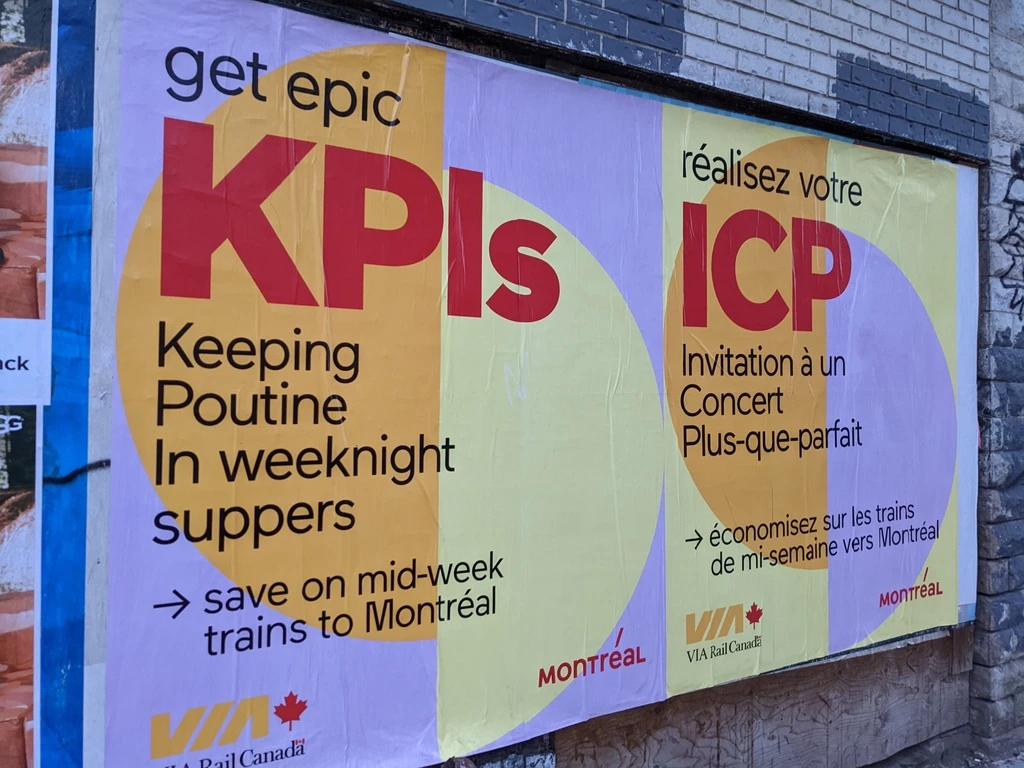 get epic
KPIs
Keeping
Poutine
In weeknight
suppers
→ save on mid-week
trains to Montréal
VIA
VIA Rail Canada
MONTréAL
réalisez votre
ICP
Invitation à un
Concert
Plus-que-parfait
→ économisez sur les trains
de mi-semaine vers Montréal
VIA
VIA Rail Canada
MONTréAL